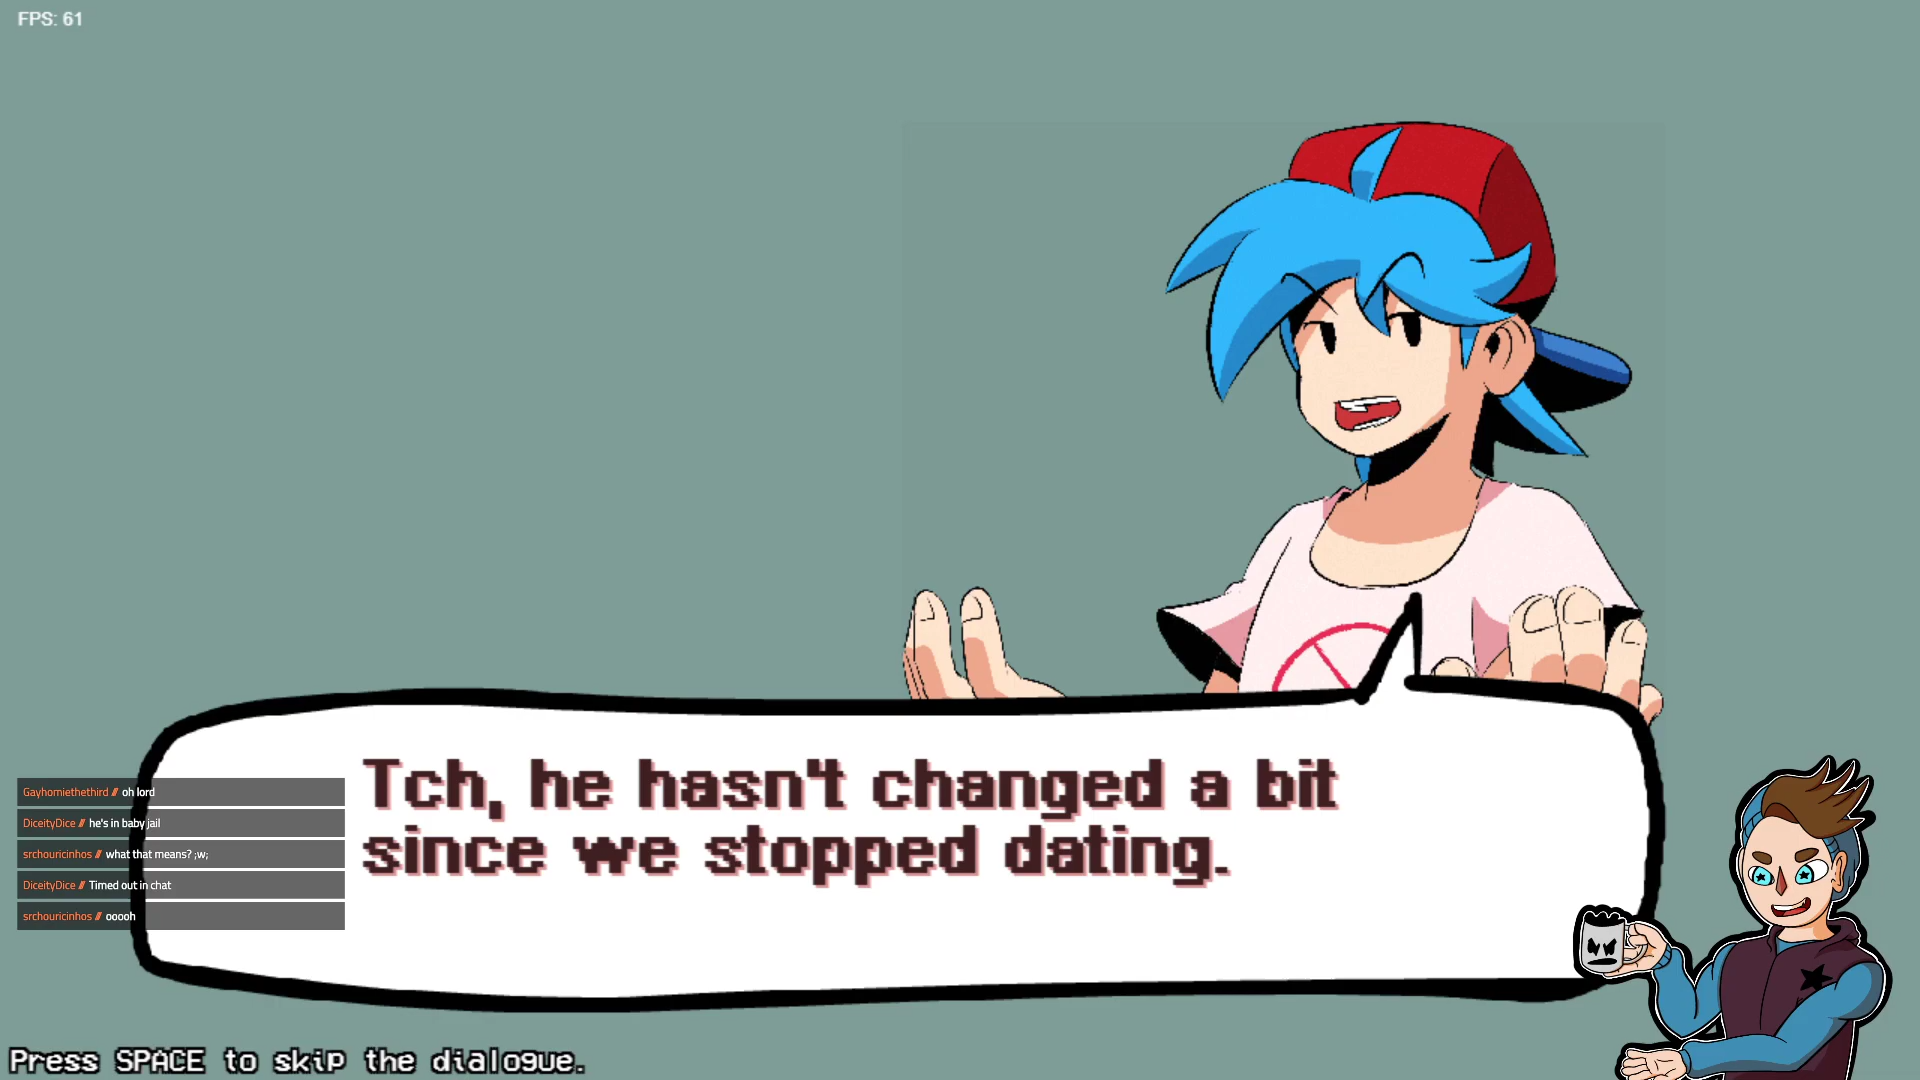 FPS: 61
Tch, he hasn't changed a bit
since we stopped dating.
Gayhomiethethird // oh lord
DiceityDice // he's in baby jail
srchouricinhos // what that means? ;w;
DiceityDice // Timed out in chat
srchouricinhos // ooooh
Press SPACE to skip the dialogue.